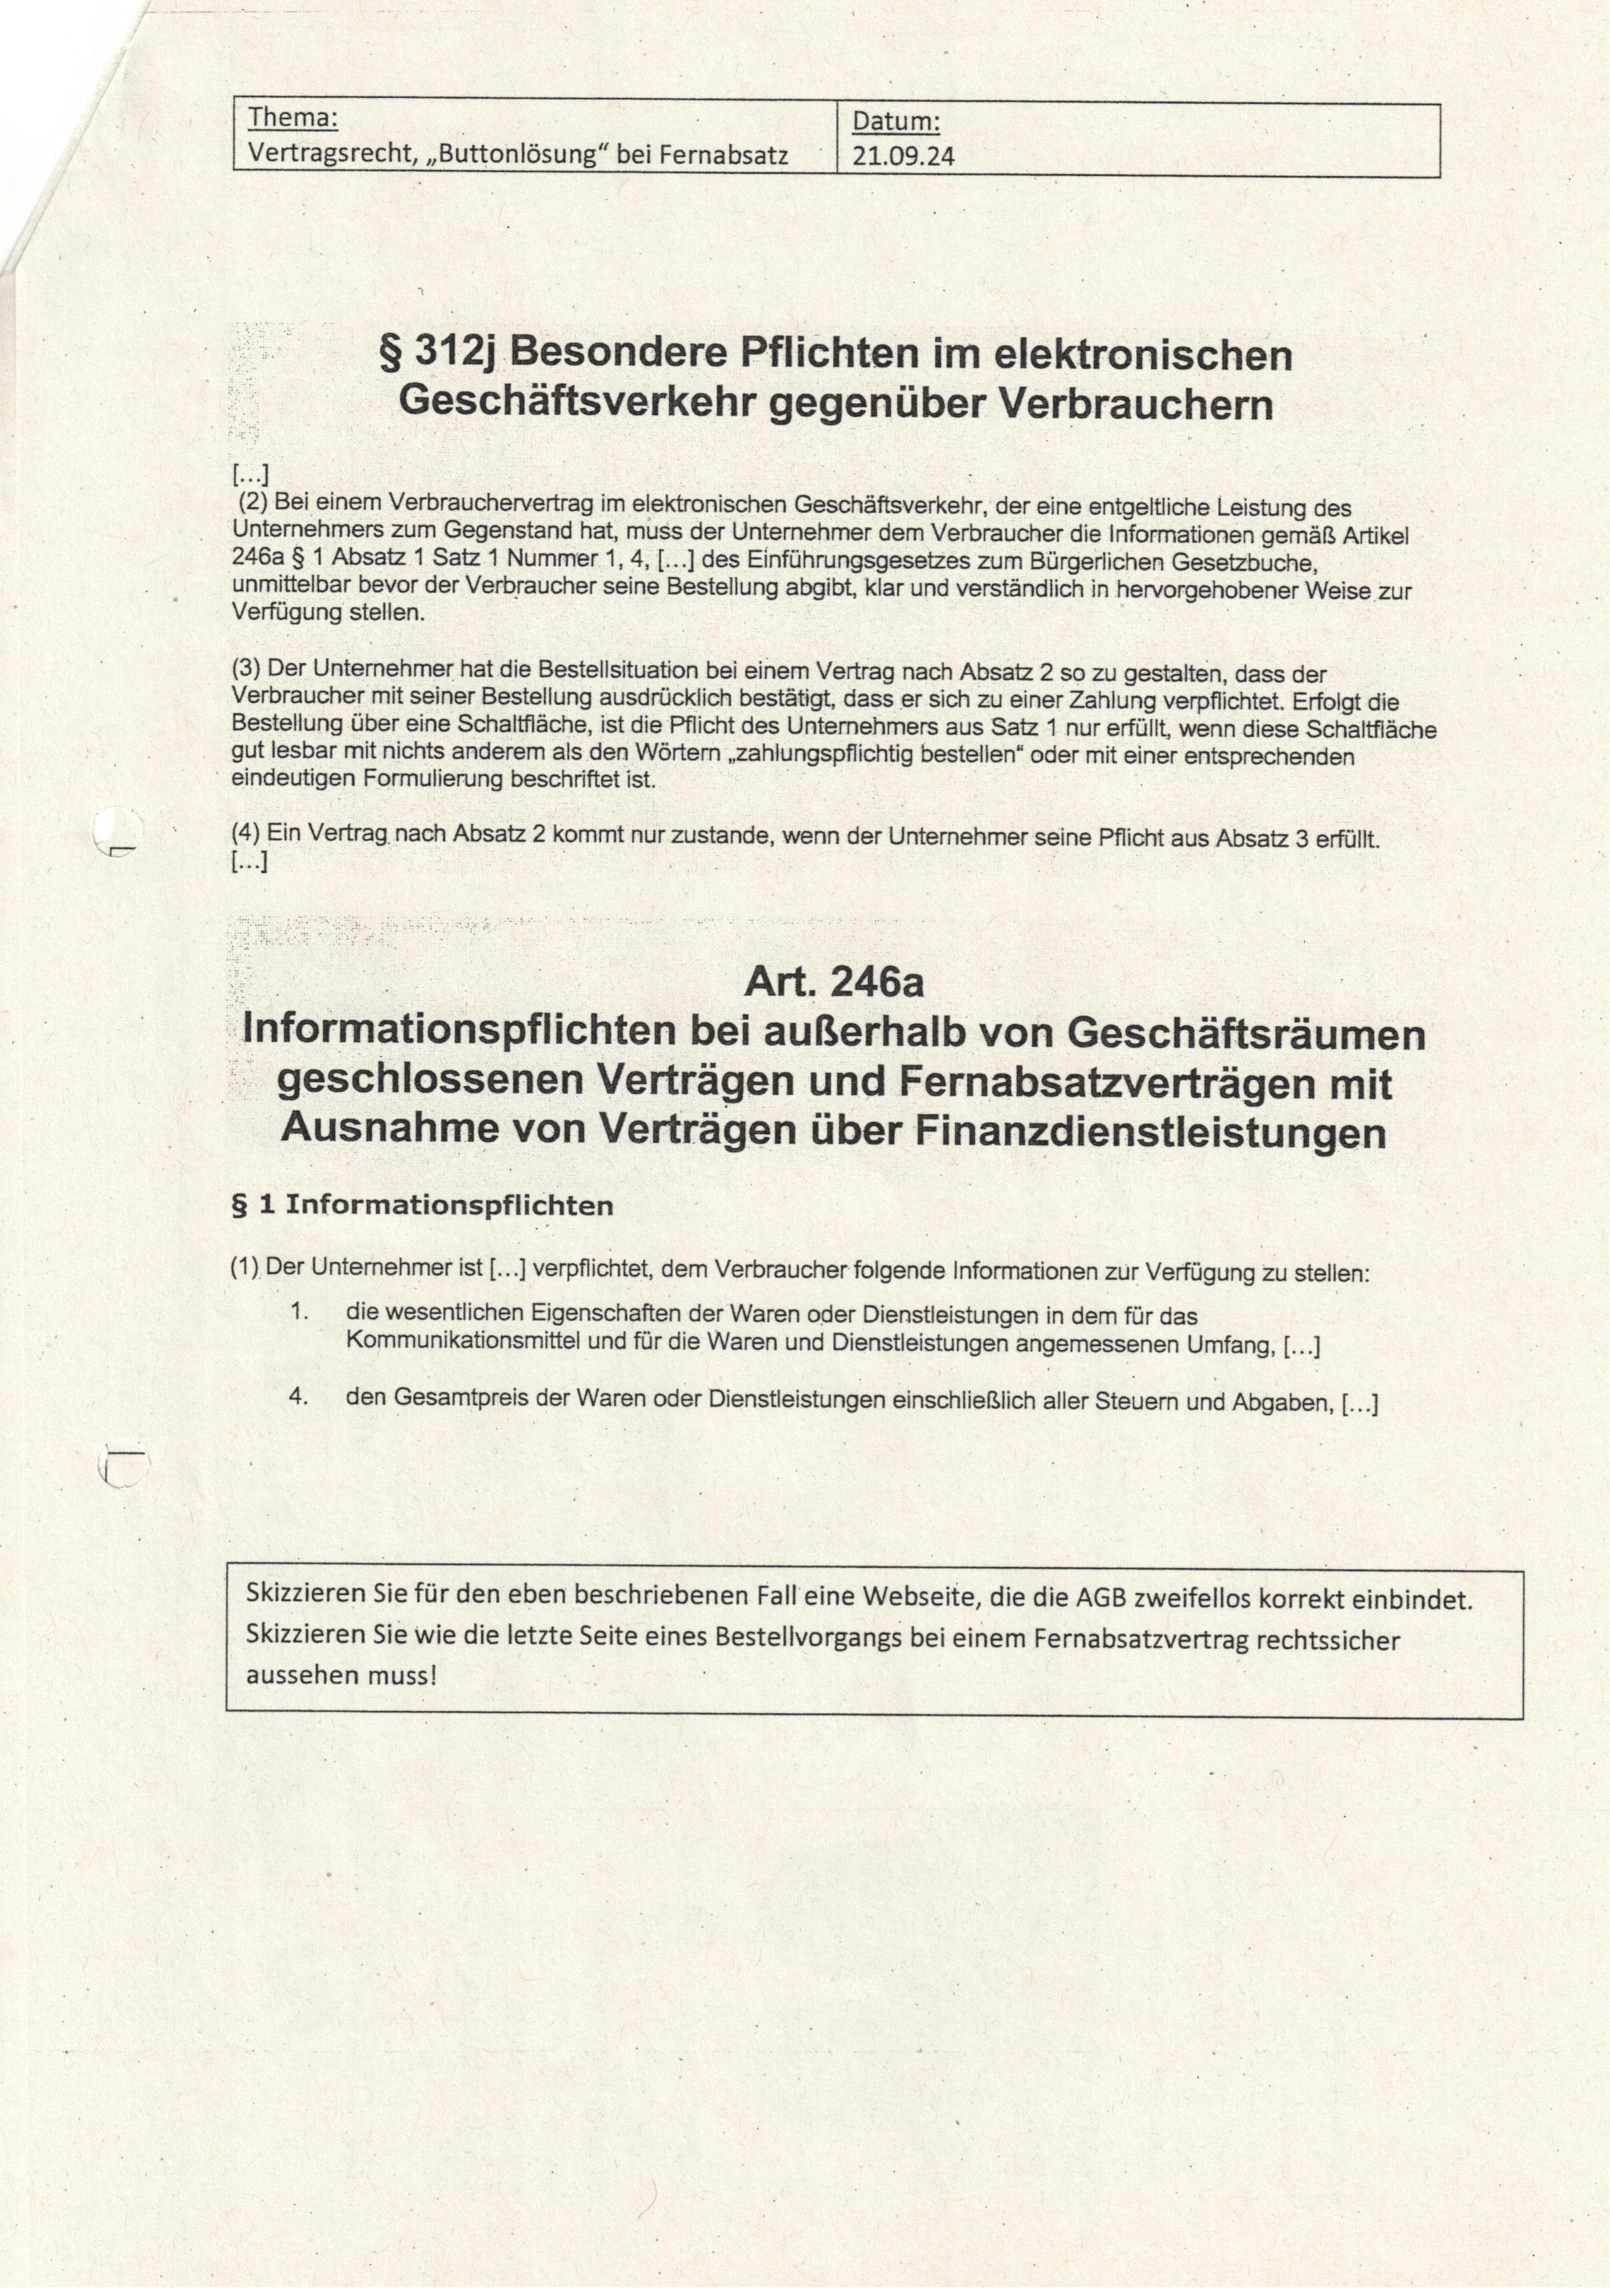 Thema:
Vertragsrecht, „Buttonlösung“ bei Fernabsatz
Datum:
21.09.24
§ 312j Besondere Pflichten im elektronischen
Geschäftsverkehr gegenüber Verbrauchern
[...]
(2) Bei einem Verbrauchervertrag im elektronischen Geschäftsverkehr, der eine entgeltliche Leistung des
Unternehmers zum Gegenstand hat, muss der Unternehmer dem Verbraucher die Informationen gemäß Artikel
246a § 1 Absatz 1 Satz 1 Nummer 1, 4, [...] des Einführungsgesetzes zum Bürgerlichen Gesetzbuche,
unmittelbar bevor der Verbraucher seine Bestellung abgibt, klar und verständlich in hervorgehobener Weise zur
Verfügung stellen.
(3) Der Unternehmer hat die Bestellsituation bei einem Vertrag nach Absatz 2 so zu gestalten, dass der
Verbraucher mit seiner Bestellung ausdrücklich bestätigt, dass er sich zu einer Zahlung verpflichtet. Erfolgt die
Bestellung über eine Schaltfläche, ist die Pflicht des Unternehmers aus Satz 1 nur erfüllt, wenn diese Schaltfläche
gut lesbar mit nichts anderem als den Wörtern „zahlungspflichtig bestellen“ oder mit einer entsprechenden
eindeutigen Formulierung beschriftet ist.
(4) Ein Vertrag nach Absatz 2 kommt nur zustande, wenn der Unternehmer seine Pflicht aus Absatz 3 erfüllt.
[...]
Art. 246a
Informationspflichten bei außerhalb von Geschäftsräumen
geschlossenen Verträgen und Fernabsatzverträgen mit
Ausnahme von Verträgen über Finanzdienstleistungen
§ 1 Informationspflichten
(1) Der Unternehmer ist [...] verpflichtet, dem Verbraucher folgende Informationen zur Verfügung zu stellen:
1. die wesentlichen Eigenschaften der Waren oder Dienstleistungen in dem für das
Kommunikationsmittel und für die Waren und Dienstleistungen angemessenen Umfang, [...]
4. den Gesamtpreis der Waren oder Dienstleistungen einschließlich aller Steuern und Abgaben, [...]
Skizzieren Sie für den eben beschriebenen Fall eine Webseite, die die AGB zweifellos korrekt einbindet.
Skizzieren Sie wie die letzte Seite eines Bestellvorgangs bei einem Fernabsatzvertrag rechtssicher
aussehen muss!